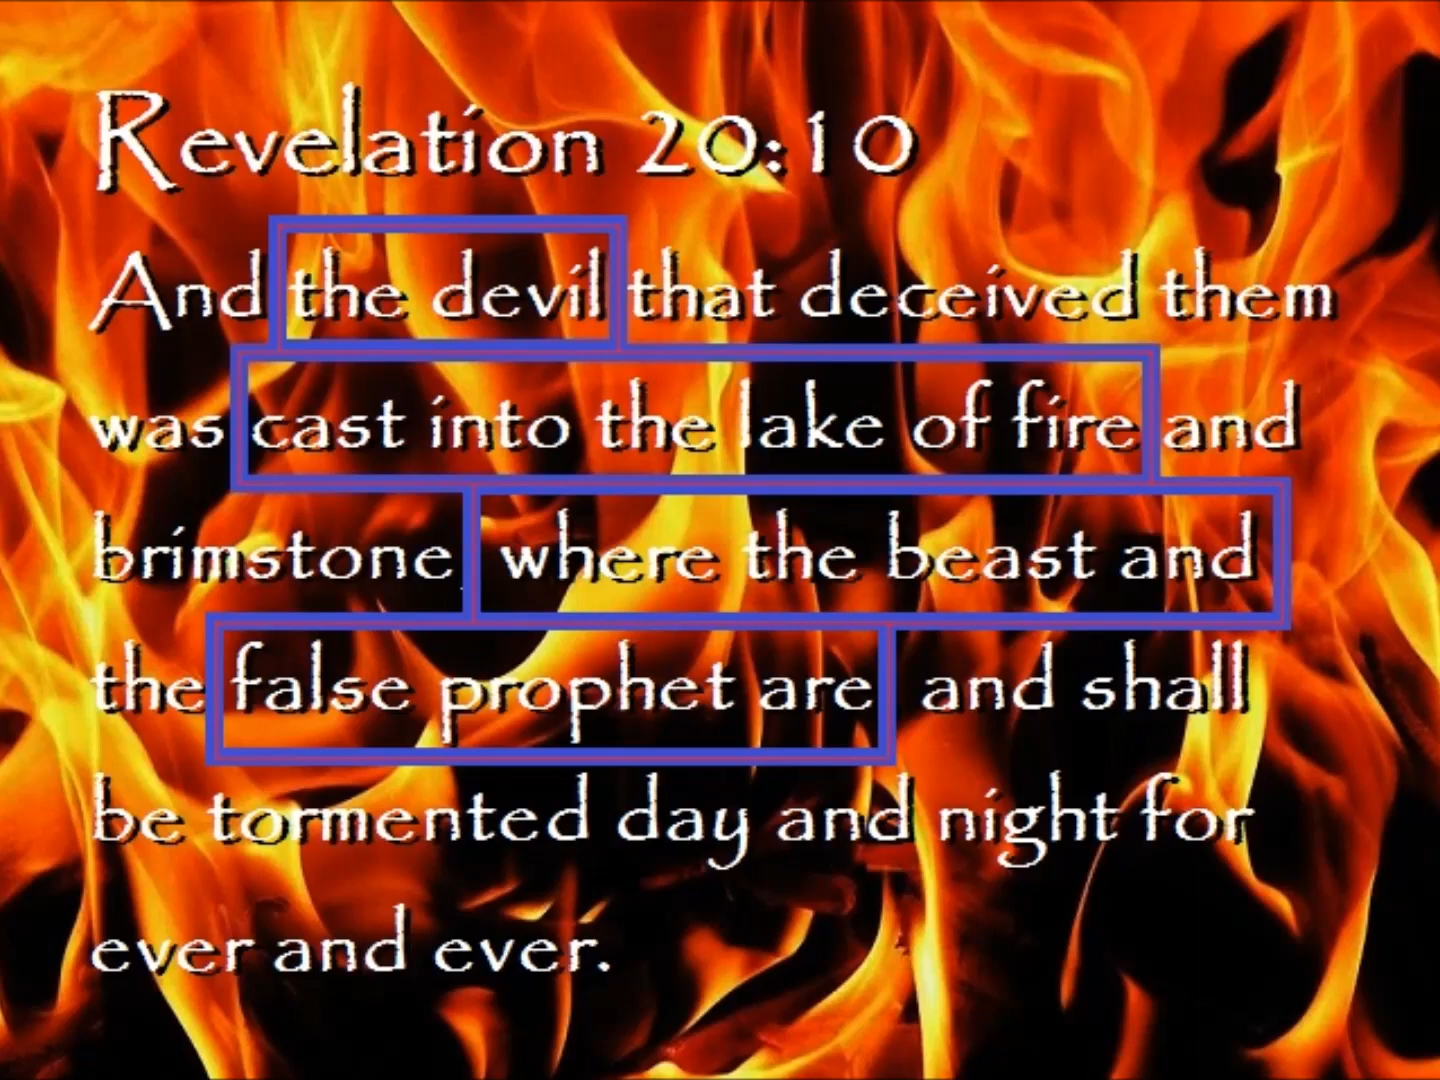 Revelation 20:10
And the devil that deceived them
was cast into the lake of fire and
brimstone, where the beast and
the false prophet are and shall
be tormented day and night for
ever and ever.